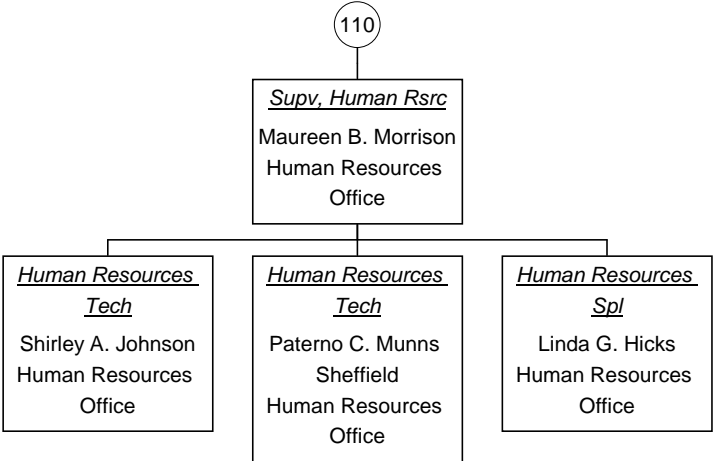 110
Supv, Human Rsrc
Maureen B. Morrison
Human Resources
Office
Human Resources
Tech
Shirley A. Johnson
Human Resources
Office
Human Resources
Tech
Paterno C. Munns
Sheffield
Human Resources
Office
Human Resources
Spl
Linda G. Hicks
Human Resources
Office